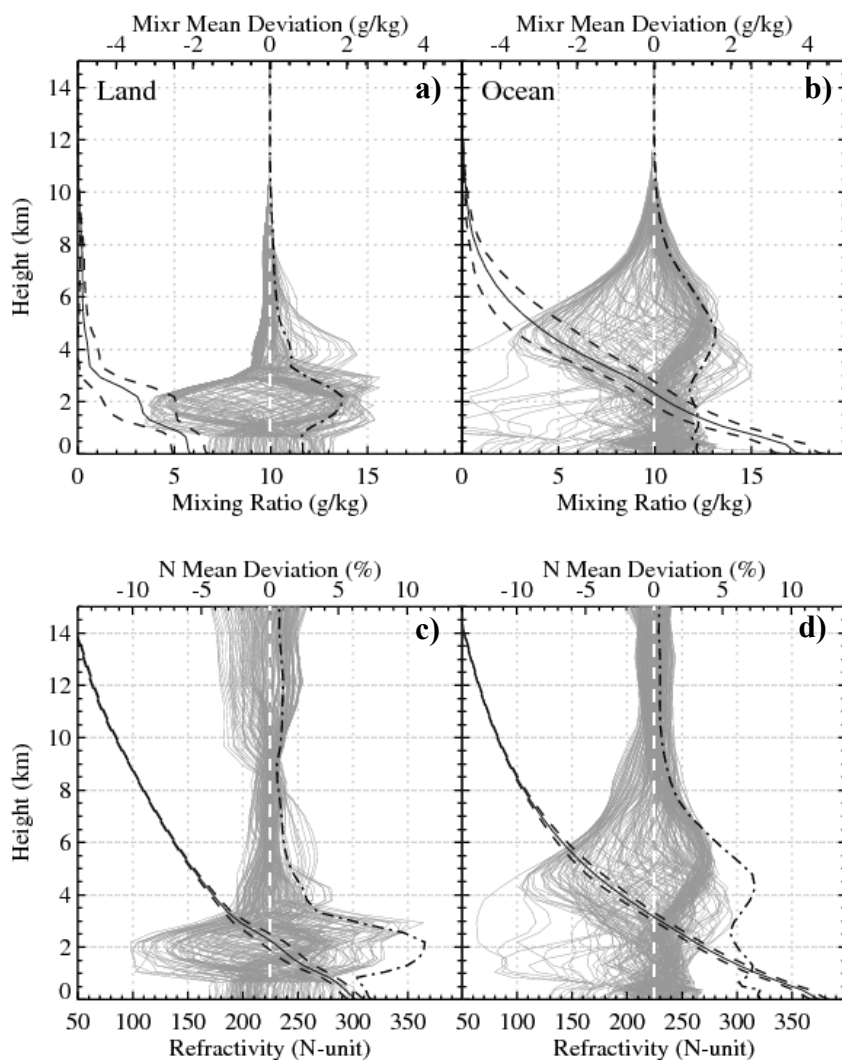 Mixr Mean Deviation (g/kg) Mixr Mean Deviation (g/kg)
-4 -2 0 2 4 -4 -2 0 2 4
14 Land a) Ocean b)
12
10
8
6
4
2
0
Height (km)
0 5 10 15 0 5 10 15
Mixing Ratio (g/kg) Mixing Ratio (g/kg)
N Mean Deviation (%) N Mean Deviation (%)
-10 -5 0 5 10 -10 -5 0 5 10
14 c) d)
12
10
8
6
4
2
0
Height (km)
50 100 150 200 250 300 350 50 100 150 200 250 300 350
Refractivity (N-unit) Refractivity (N-unit)